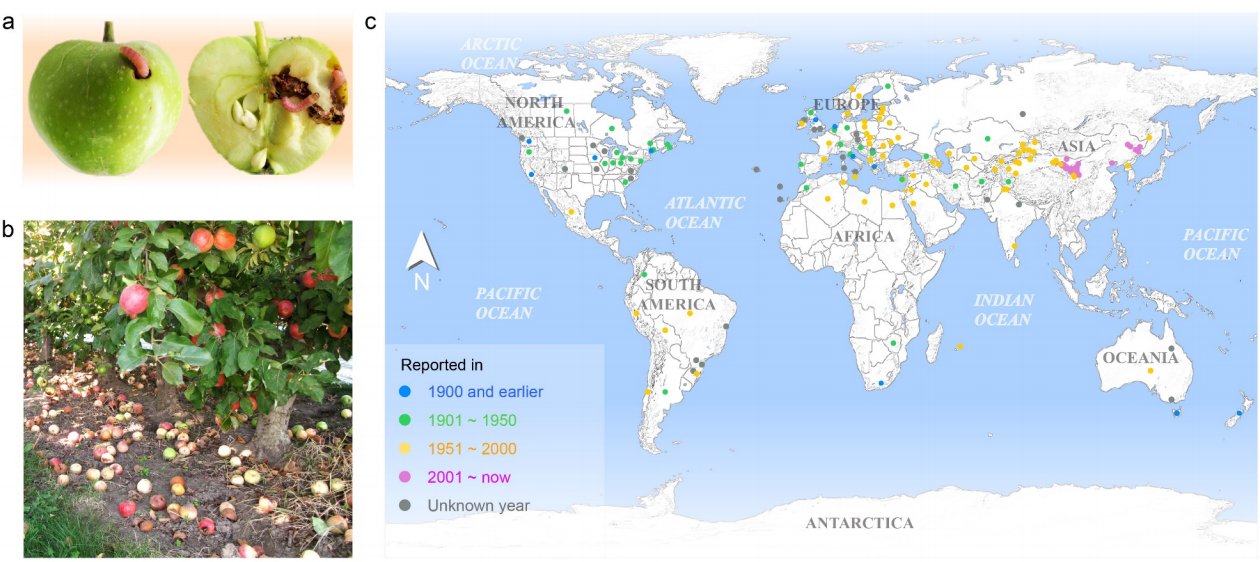 a
b
c
ARCTIC
OCEAN
NORTH
AMERICA
EUROPE
ASIA
ATLANTIC
OCEAN
PACIFIC
OCEAN
AFRICA
N
SOUTH
AMERICA
PACIFIC
OCEAN
INDIAN
OCEAN
OCEANIA
Reported in
1900 and earlier
1901 ~ 1950
1951 ~ 2000
2001 ~ now
Unknown year
ANTARCTICA